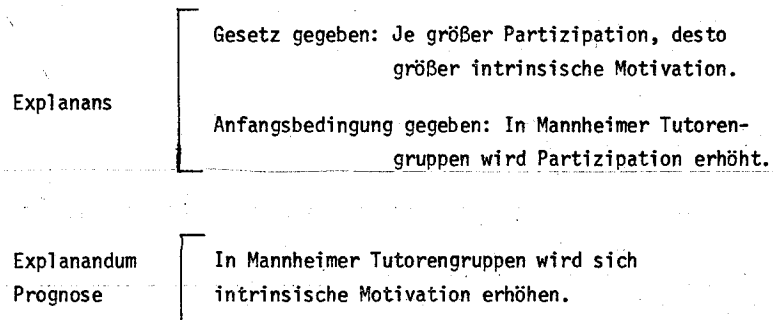 Gesetz gegeben: Je größer Partizipation, desto
größer intrinsische Motivation.
Explanans
Anfangsbedingung gegeben: In Mannheimer Tutoren-
gruppen wird Partizipation erhöht.
Explanandum
Prognose
In Mannheimer Tutorengruppen wird sich
intrinsische Motivation erhöhen.